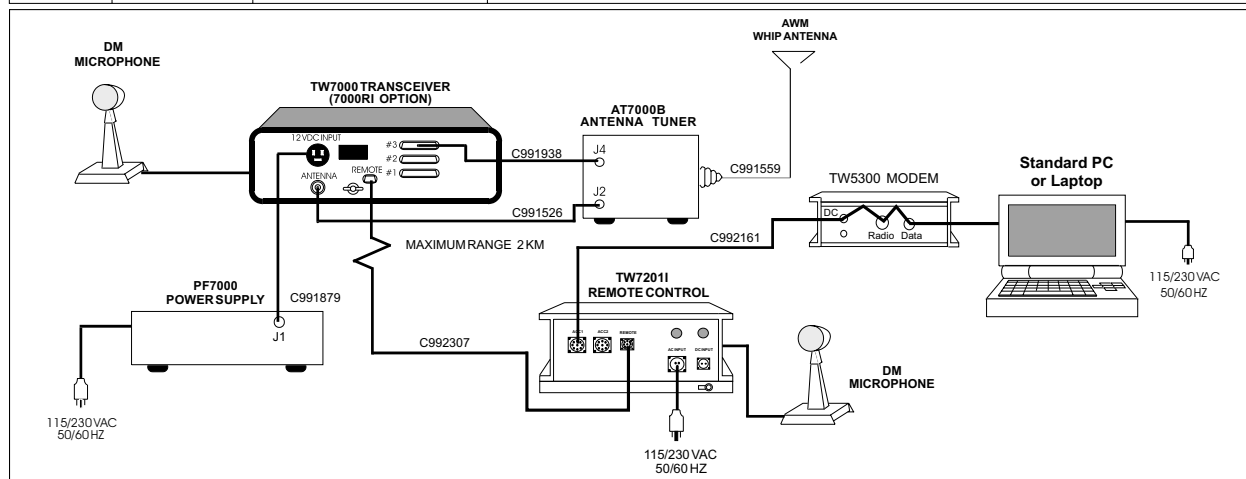 AWM
WHIP ANTENNA
DM
MICROPHONE
TW7000 TRANSCEIVER
(7000RI OPTION)
12 VDC INPUT
#3
#2
#1
ANTENNA
REMOTE
C991938
C991526
AT7000B
ANTENNA TUNER
J4
J2
C991559
TW5300 MODEM
DC
Radio
Data
Standard PC
or Laptop
115/230 VAC
50/60 HZ
MAXIMUM RANGE 2 KM
C992161
PF7000
POWER SUPPLY
C991879
J1
115/230 VAC
50/60 HZ
C992307
TW7201I
REMOTE CONTROL
ACC1
ACC2
REMOTE
AC INPUT
DC INPUT
115/230 VAC
50/60 HZ
DM
MICROPHONE